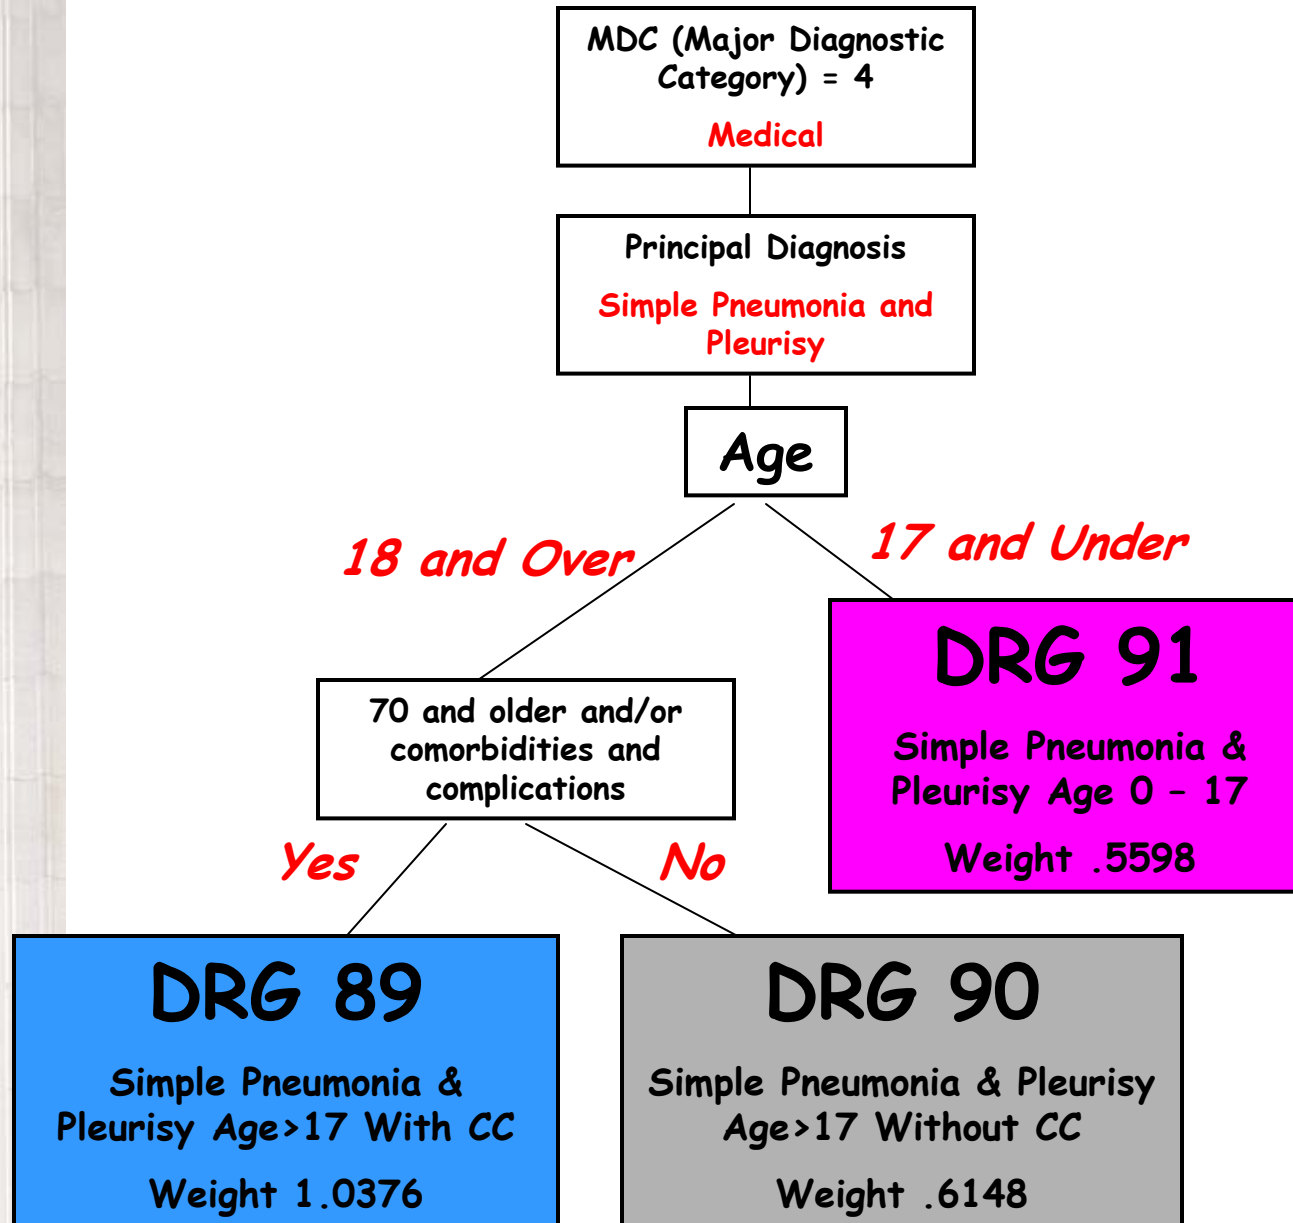 MDC (Major Diagnostic
Category) = 4
Medical
Principal Diagnosis
Simple Pneumonia and
Pleurisy
Age
18 and Over
17 and Under
70 and older and/or
comorbidities and
complications
DRG 91
Simple Pneumonia &
Pleurisy Age 0 – 17
Weight .5598
Yes
No
DRG 89
Simple Pneumonia &
Pleurisy Age>17 With CC
Weight 1.0376
DRG 90
Simple Pneumonia & Pleurisy
Age>17 Without CC
Weight .6148